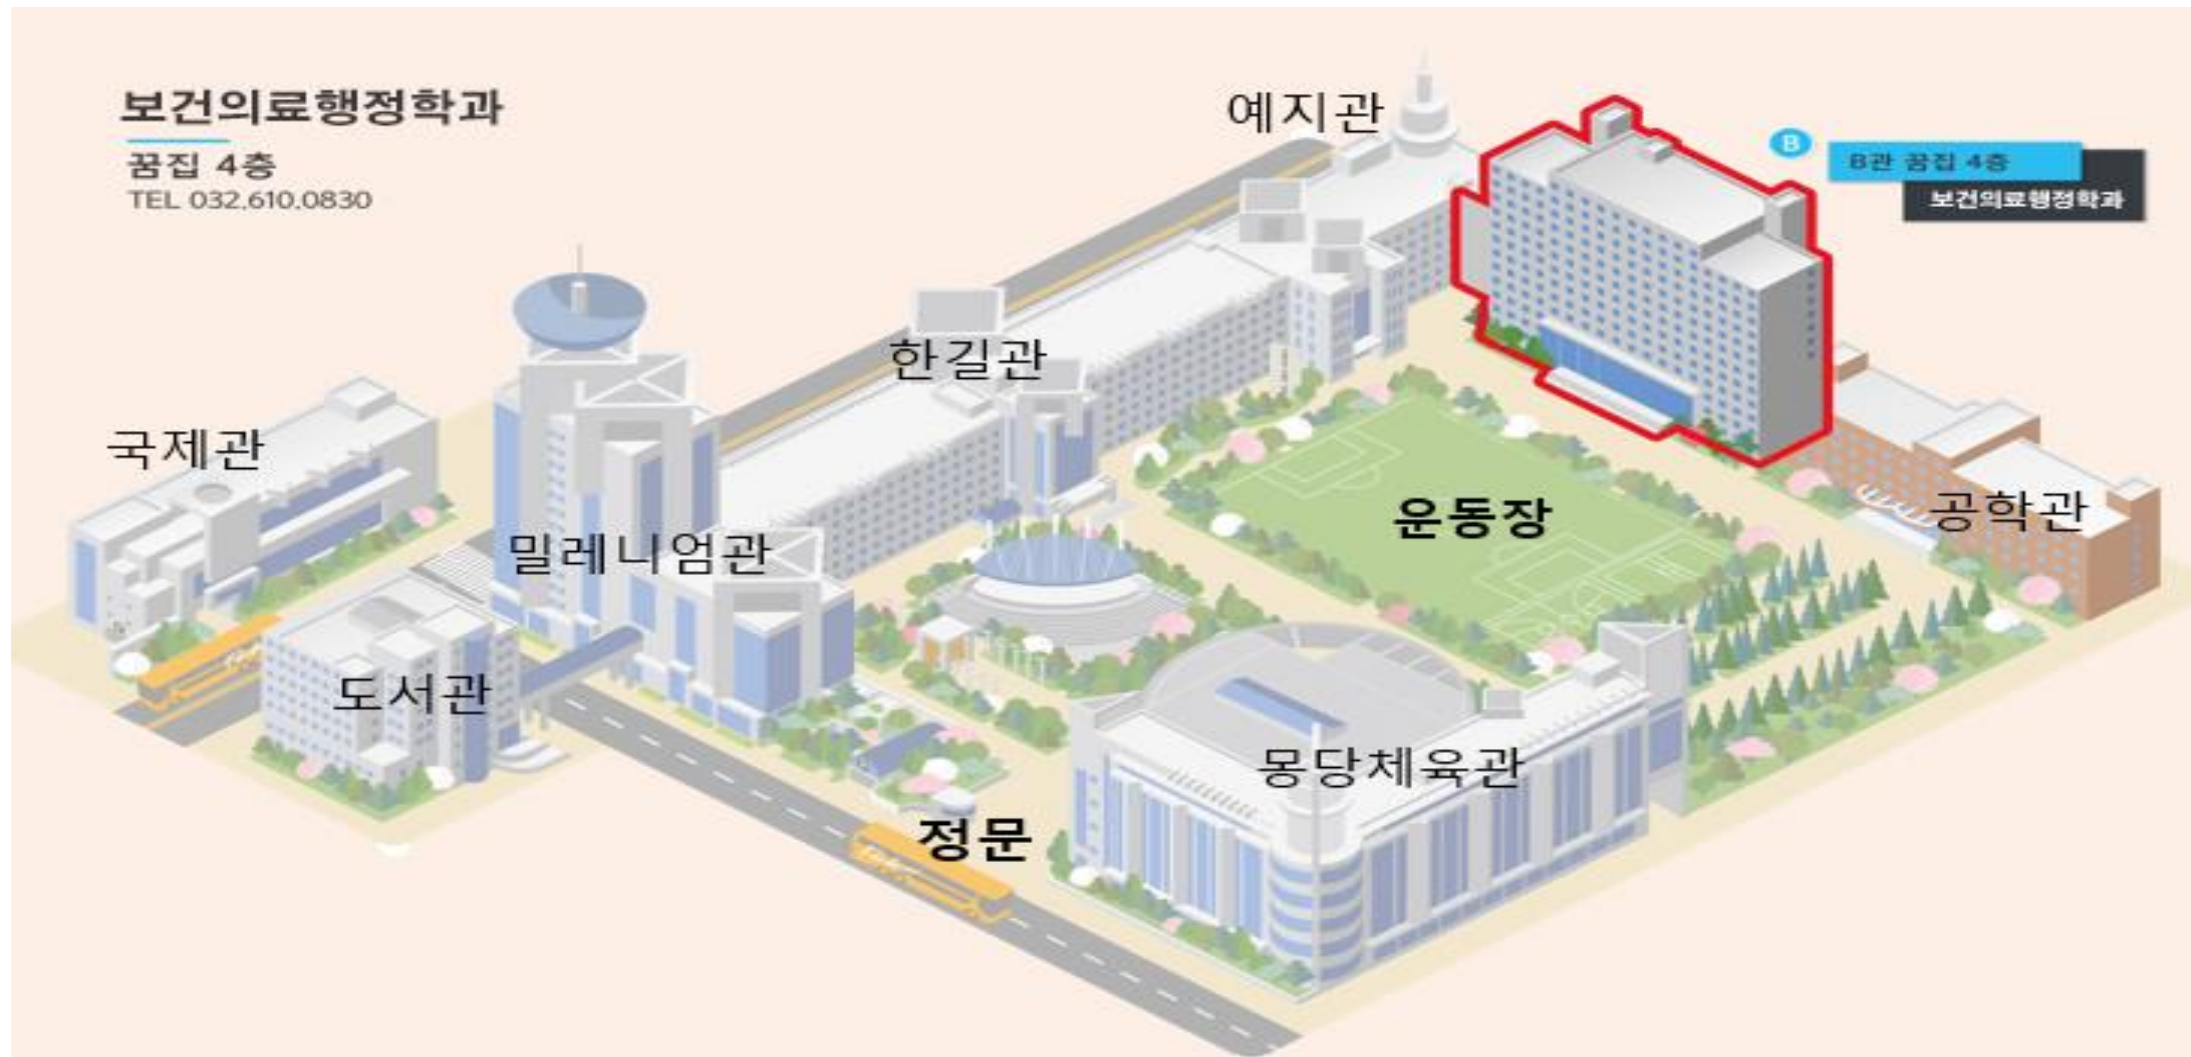 보건의료행정학과
꿈집 4층
TEL 032.610.0830
예지관
B
B관 꿈집 4층
보건의료행정학과
한길관
국제관
밀레니엄관
운동장
공학관
도서관
몽당체육관
정문